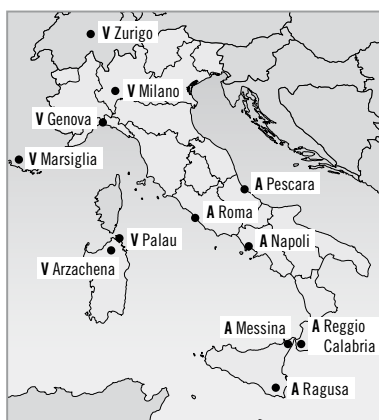 V Zurigo
V Milano
V Genova
V Marsiglia
A Pescara
A Roma
V Palau
A Napoli
V Arzachena
A Messina
A Reggio
Calabria
A Ragusa